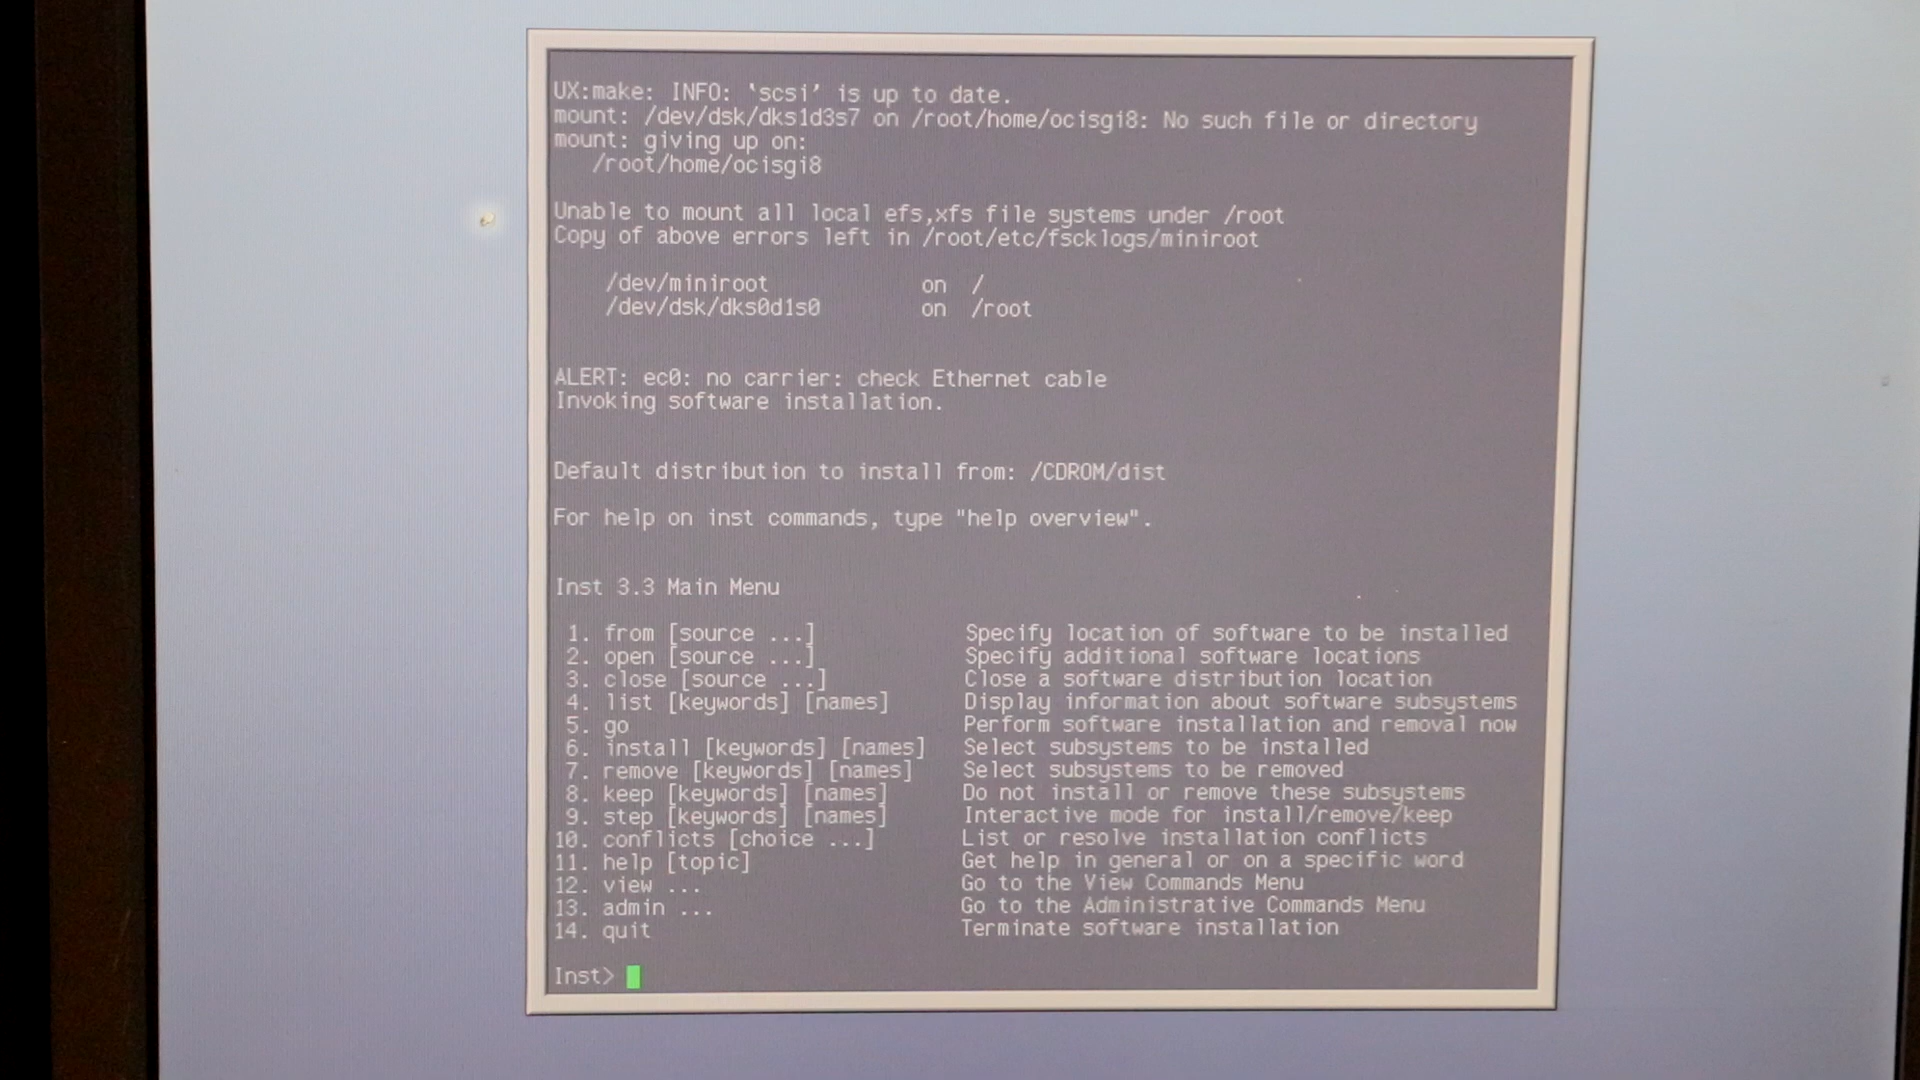 UX:make: INFO: `scsi' is up to date.
mount: /dev/dsk/dks1d3s7 on /root/home/ocisgi8: No such file or directory
mount: giving up on:
   /root/home/ocisgi8
Unable to mount all local efs,xfs file systems under /root
Copy of above errors left in /root/etc/fscklogs/miniroot
    /dev/miniroot            on  /
    /dev/dsk/dks0d1s0        on  /root
ALERT: ec0: no carrier: check Ethernet cable
Invoking software installation.
Default distribution to install from: /CDROM/dist
For help on inst commands, type "help overview".
Inst 3.3 Main Menu
 1. from [source ...]            Specify location of software to be installed
 2. open [source ...]            Specify additional software locations
 3. close [source ...]           Close a software distribution location
 4. list [keywords] [names]      Display information about software subsystems
 5. go                           Perform software installation and removal now
 6. install [keywords] [names]   Select subsystems to be installed
 7. remove [keywords] [names]    Select subsystems to be removed
 8. keep [keywords] [names]      Do not install or remove these subsystems
 9. step [keywords] [names]      Interactive mode for install/remove/keep
10. conflicts [choice ...]       List or resolve installation conflicts
11. help [topic]                 Get help in general or on a specific word
12. view ...                     Go to the View Commands Menu
13. admin ...                    Go to the Administrative Commands Menu
14. quit                         Terminate software installation
Inst>